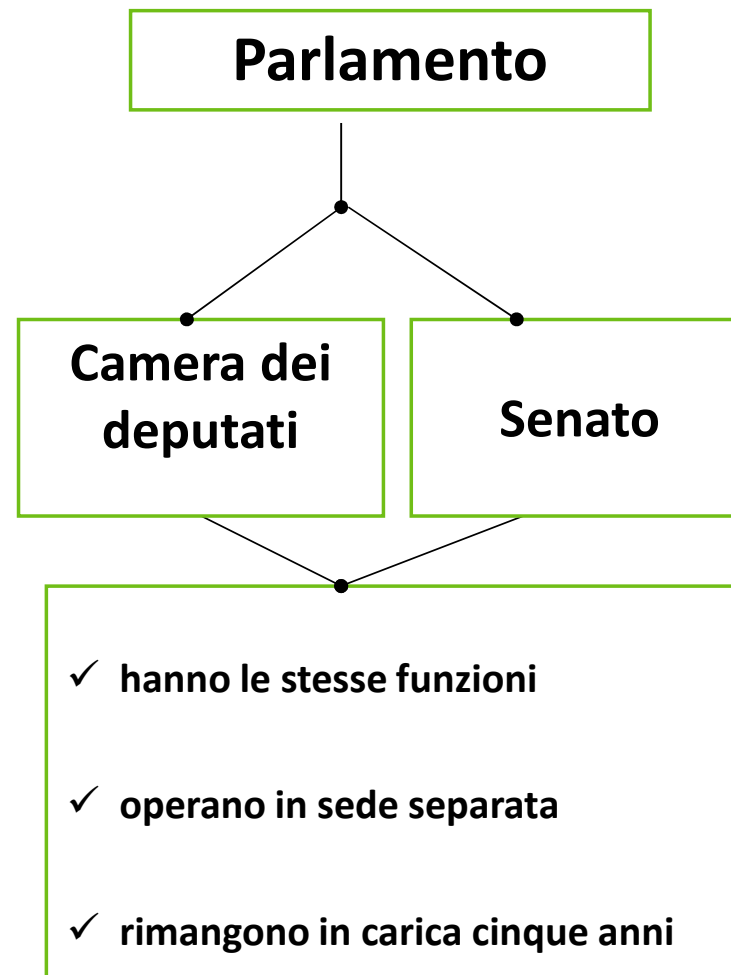 Parlamento
Camera dei
deputati
Senato
✓ hanno le stesse funzioni
✓ operano in sede separata
✓ rimangono in carica cinque anni